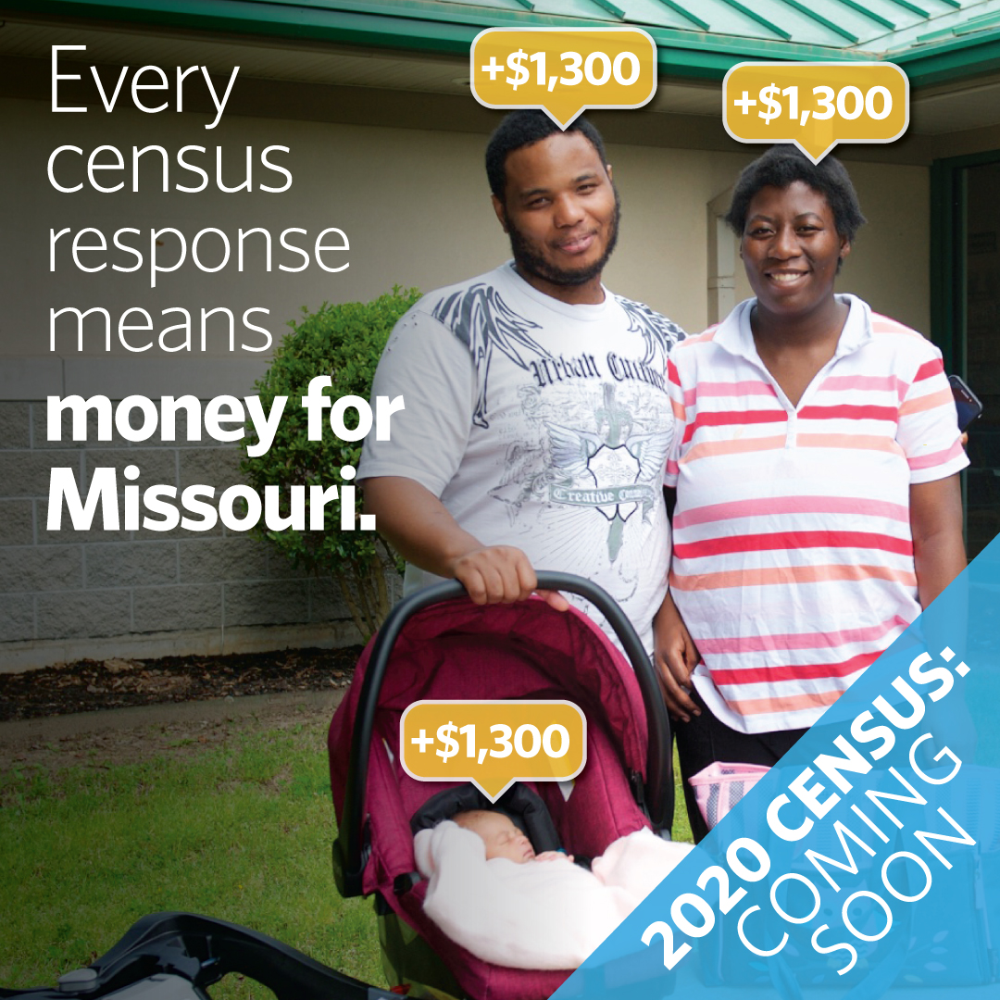 Every
census
response
means
money for
Missouri.
+$1,300
+$1,300
Urban
Creative
+$1,300
2020 CENSUS:
COMING
SOON